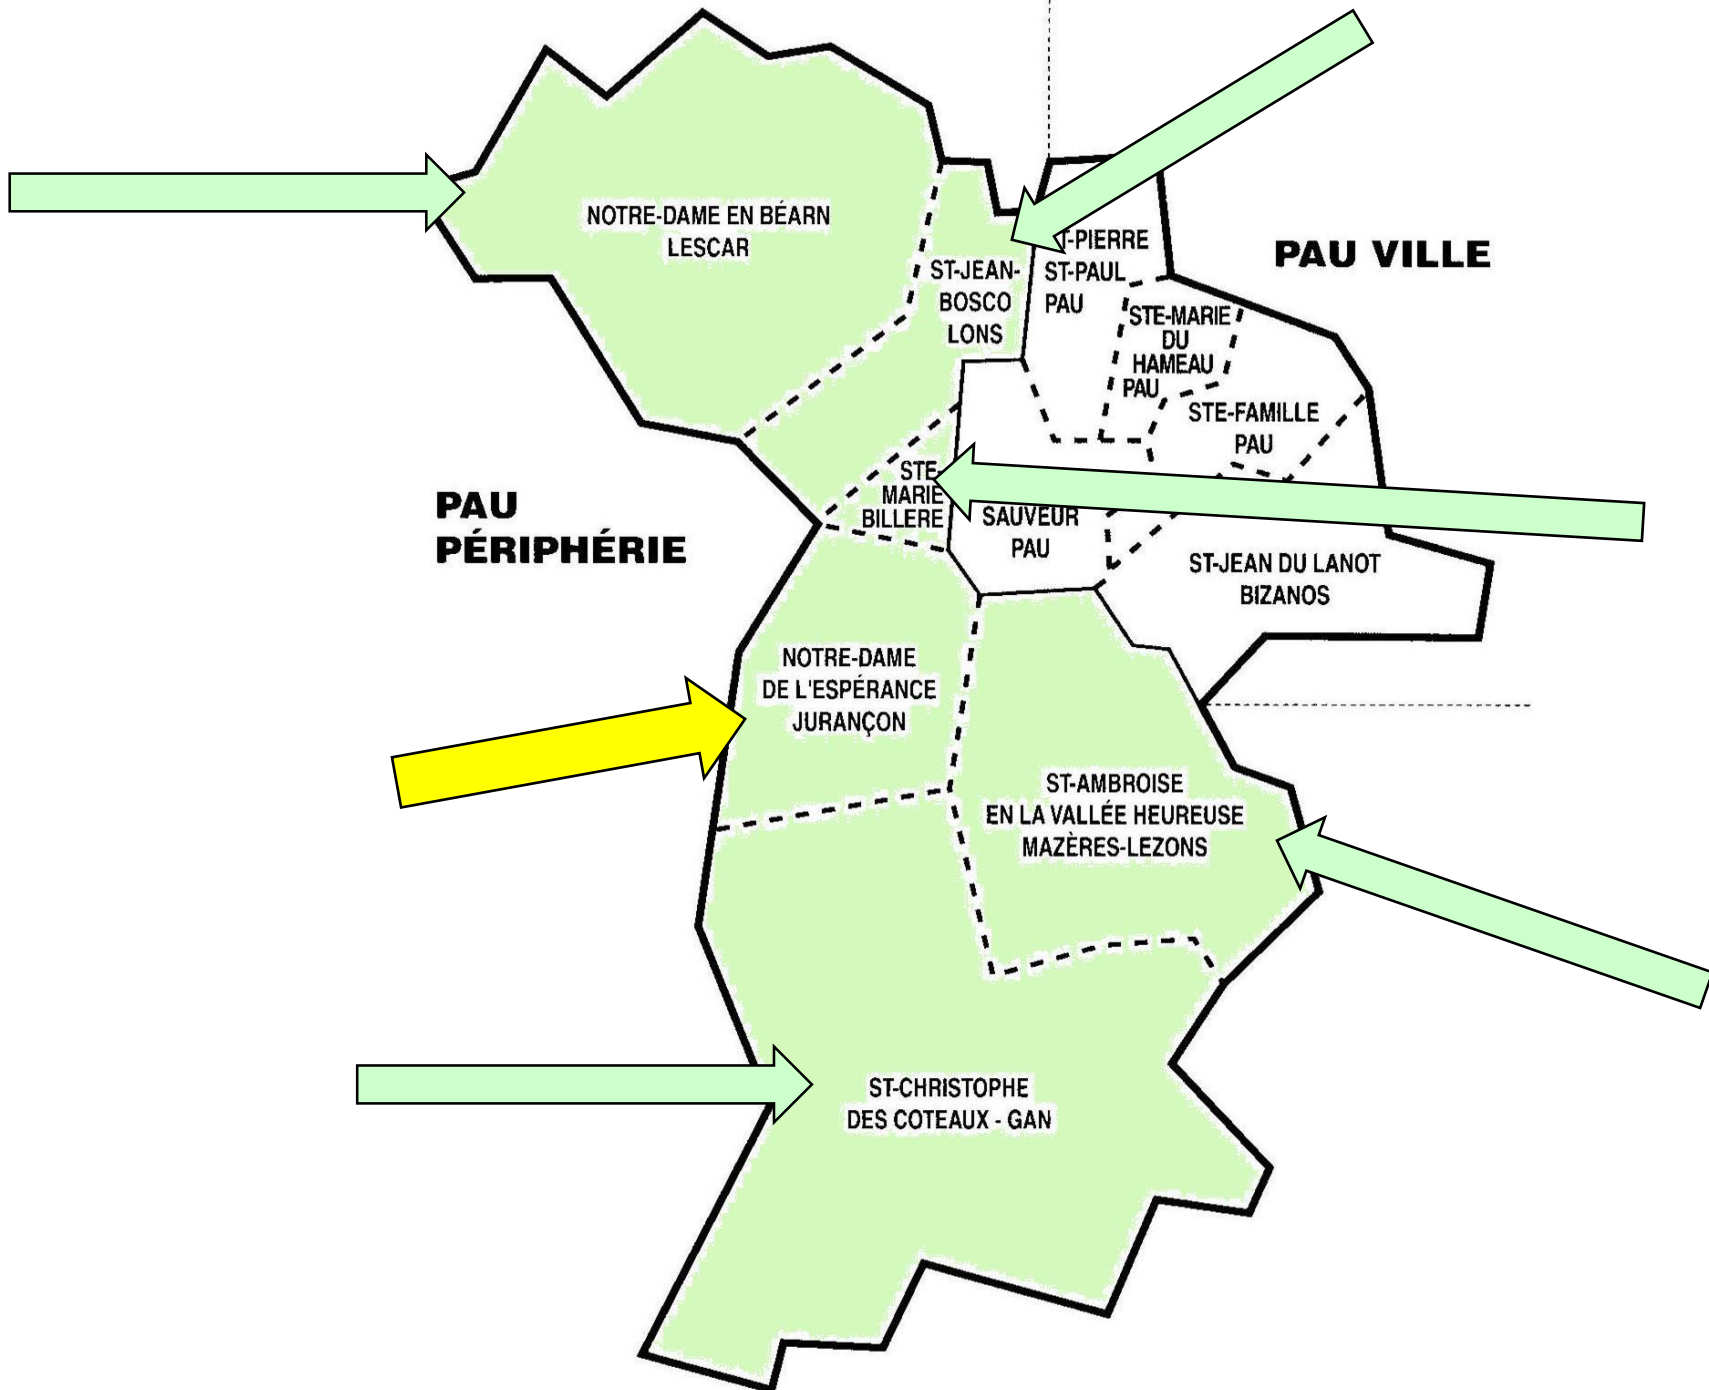 NOTRE-DAME EN BÉARN
LESCAR
ST-JEAN-
BOSCO
LONS
T-PIERRE
ST-PAUL
PAU
PAU VILLE
STE-MARIE
DU
HAMEAU
PAU
STE-FAMILLE
PAU
PAU
PÉRIPHÉRIE
STE-
MARIE
BILLERE
SAUVEUR
PAU
ST-JEAN DU LANOT
BIZANOS
NOTRE-DAME
DE L'ESPÉRANCE
JURANÇON
ST-AMBROISE
EN LA VALLÉE HEUREUSE
MAZÈRES-LEZONS
ST-CHRISTOPHE
DES COTEAUX - GAN